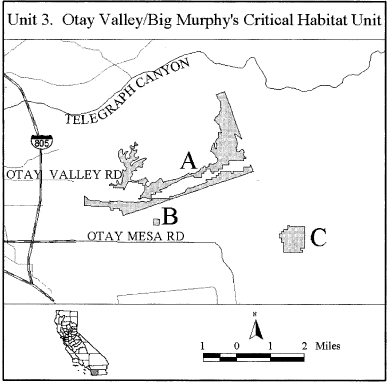 Unit 3. Otay Valley/Big Murphy's Critical Habitat Unit
TELEGRAPH CANYON
805
A
OTAY VALLEY RD
B
OTAY MESA RD
C
N
1 0 1 2 Miles